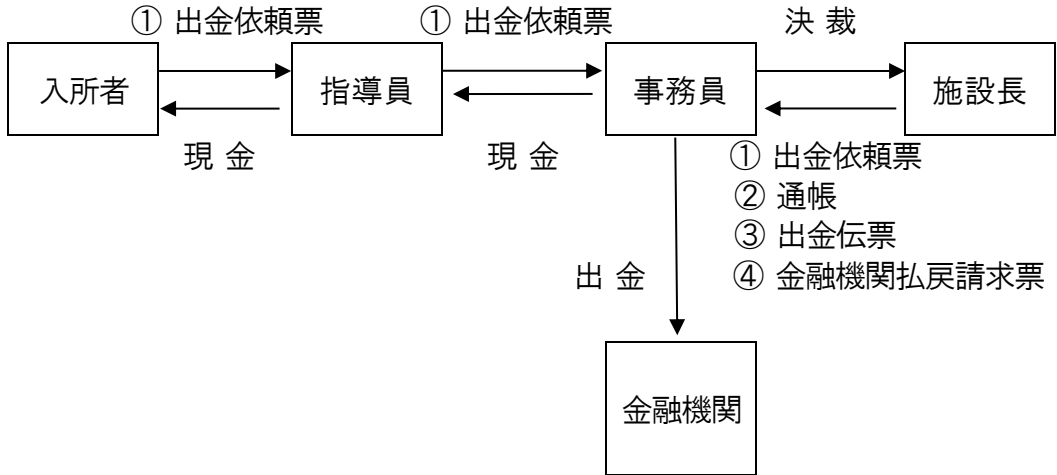 ① 出金依頼票
① 出金依頼票
決 裁
入所者
指導員
事務員
施設長
現 金
現 金
① 出金依頼票
② 通帳
③ 出金伝票
④ 金融機関払戻請求票
出 金
金融機関